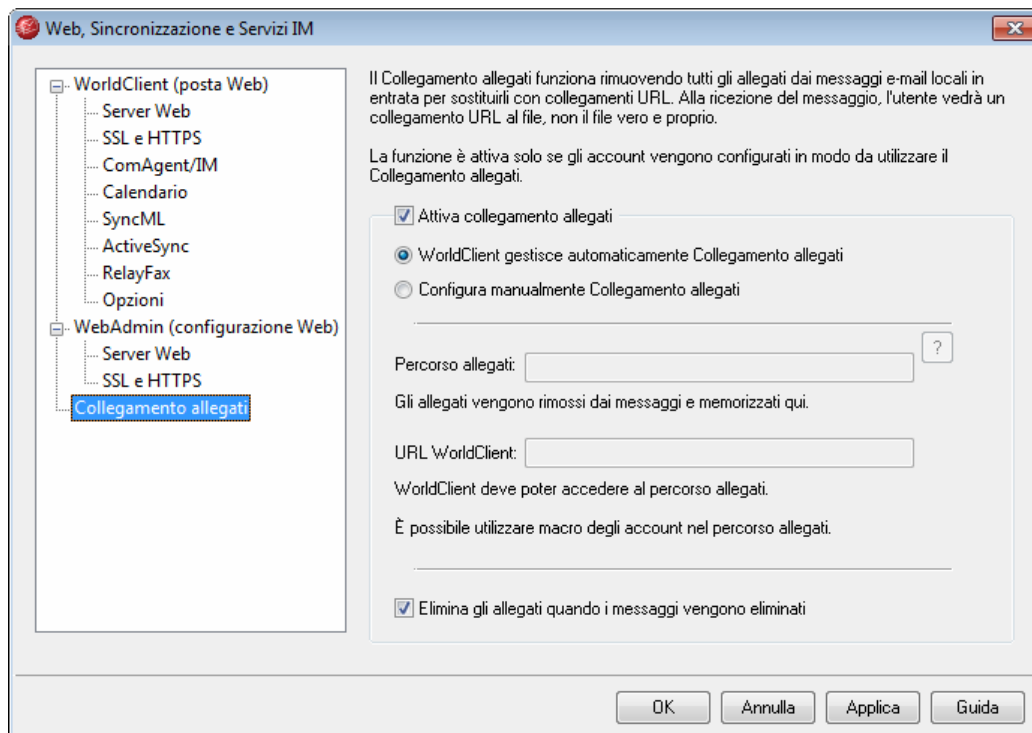 Web, Sincronizzazione e Servizi IM
WorldClient (posta Web)
Server Web
SSL e HTTPS
ComAgent/IM
Calendario
SyncML
ActiveSync
RelayFax
Opzioni
WebAdmin (configurazione Web)
Server Web
SSL e HTTPS
Collegamento allegati
Il Collegamento allegati funziona rimuovendo tutti gli allegati dai messaggi e-mail locali in
entrata per sostituirli con collegamenti URL. Alla ricezione del messaggio, l'utente vedrà un
collegamento URL al file, non il file vero e proprio.
La funzione è attiva solo se gli account vengono configurati in modo da utilizzare il
Collegamento allegati.
Attiva collegamento allegati
WorldClient gestisce automaticamente Collegamento allegati
Configura manualmente Collegamento allegati
?
Percorso allegati:
Gli allegati vengono rimossi dai messaggi e memorizzati qui.
URL WorldClient:
WorldClient deve poter accedere al percorso allegati.
È possibile utilizzare macro degli account nel percorso allegati.
Elimina gli allegati quando i messaggi vengono eliminati
OK Annulla Applica Guida